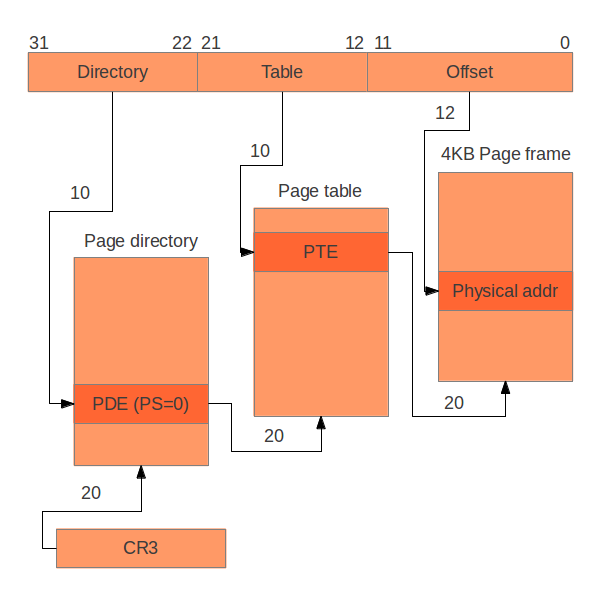 31 22 21 12 11 0
Directory Table Offset
12
10
4KB Page frame
10
Page table
Page directory
PTE
Physical addr
PDE (PS=0)
20
20
20
CR3